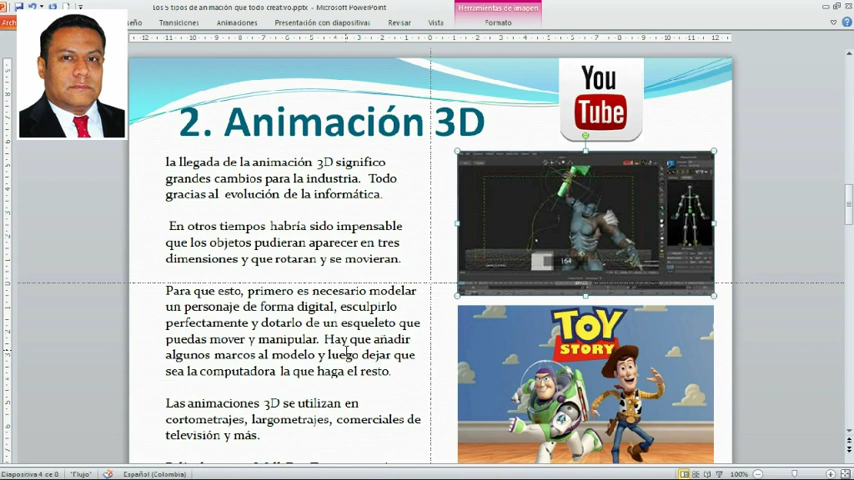 Los 5 tipos de animación que todo creativo.pptx - Microsoft PowerPoint
Herramientas de imagen
Transiciones
Animaciones
Presentación con diapositivas
Revisar
Vista
Formato
You
Tube
2. Animación 3D
la llegada de la animación 3D significo
grandes cambios para la industria. Todo
gracias al evolución de la informática.
En otros tiempos habría sido impensable
que los objetos pudieran aparecer en tres
dimensiones y que rotaran y se movieran.
Para que esto, primero es necesario modelar
un personaje de forma digital, esculpirlo
perfectamente y dotarlo de un esqueleto que
puedas mover y manipular. Hay que añadir
algunos marcos al modelo y luego dejar que
sea la computadora la que haga el resto.
Las animaciones 3D se utilizan en
cortometrajes, largometrajes, comerciales de
televisión y más.
164
TOY
STORY
Diapositiva 4 de 8
"Flujo"
Español (Colombia)
100%